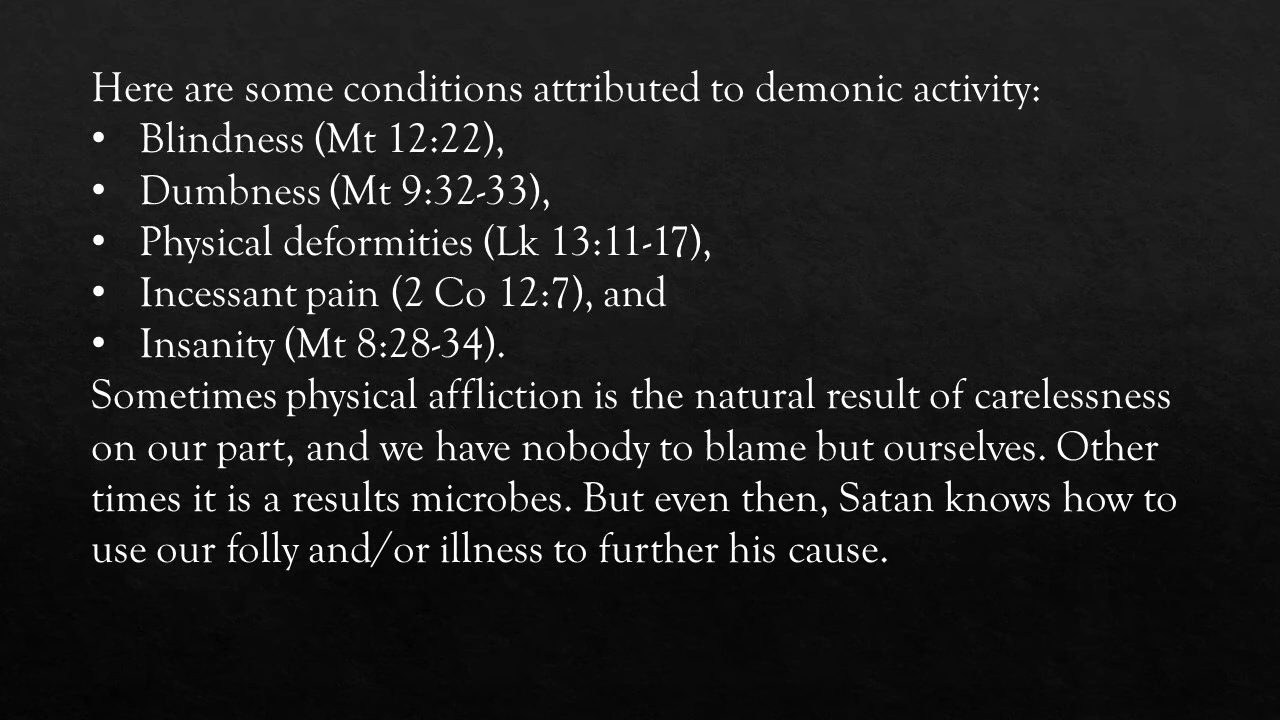 Here are some conditions attributed to demonic activity:
• Blindness (Mt 12:22),
• Dumbness (Mt 9:32-33),
• Physical deformities (Lk 13:11-17),
• Incessant pain (2 Co 12:7), and
• Insanity (Mt 8:28-34).
Sometimes physical affliction is the natural result of carelessness
on our part, and we have nobody to blame but ourselves. Other
times it is a results microbes. But even then, Satan knows how to
use our folly and/or illness to further his cause.